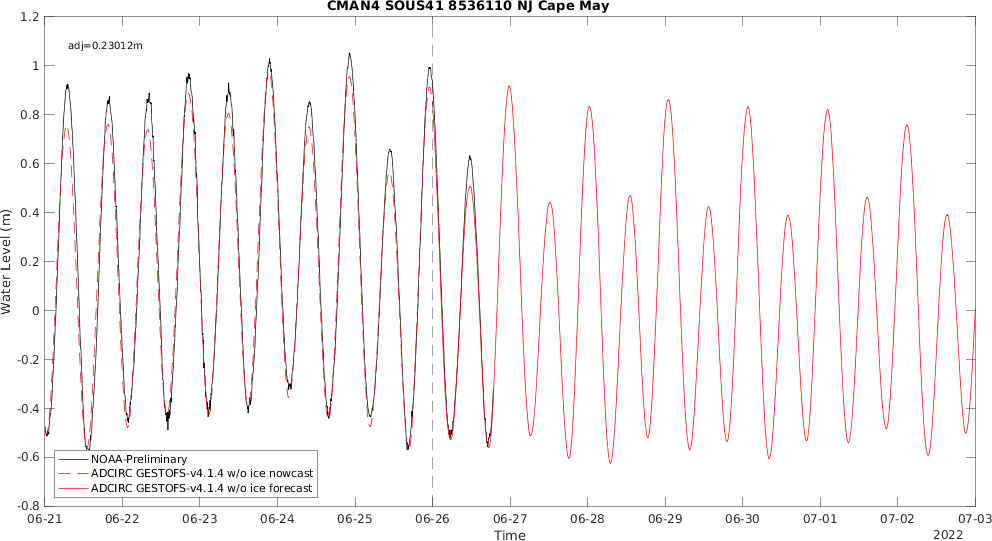 CMAN4 SOUS41 8536110 NJ Cape May
adj=0.23012m
1.2
1
0.8
0.6
0.4
0.2
0
-0.2
-0.4
-0.6
-0.8
Water Level (m)
NOAA-Preliminary
ADCIRC GESTOFS-v4.1.4 w/o ice nowcast
ADCIRC GESTOFS-v4.1.4 w/o ice forecast
06-21 06-22 06-23 06-24 06-25 06-26 06-27 06-28 06-29 06-30 07-01 07-02 07-03
Time
2022